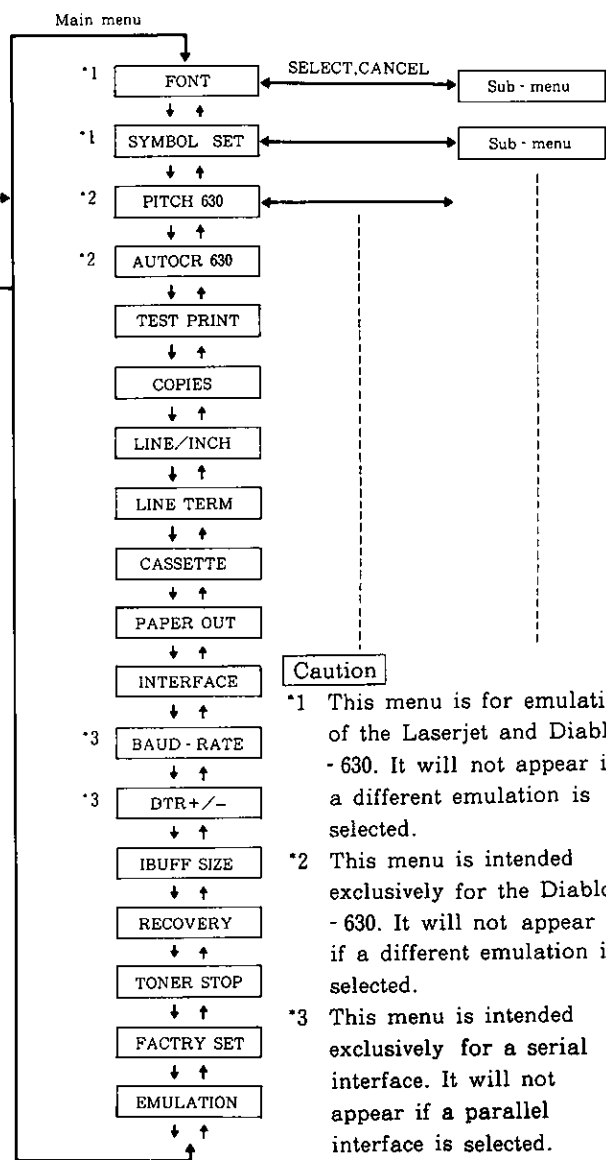 Main menu
*1 FONT SELECT,CANCEL Sub - menu
*1 SYMBOL SET Sub - menu
*2 PITCH 630
*2 AUTOCR 630
TEST PRINT
COPIES
LINE/INCH
LINE TERM
CASSETTE
PAPER OUT
INTERFACE
*3 BAUD - RATE
*3 DTR+/-
IBUFF SIZE
RECOVERY
TONER STOP
FACTRY SET
EMULATION
Caution
*1 This menu is for emulati
of the Laserjet and Diabl
- 630. It will not appear i
a different emulation is
selected.
*2 This menu is intended
exclusively for the Diablo
- 630. It will not appear
if a different emulation i
selected.
*3 This menu is intended
exclusively for a serial
interface. It will not
appear if a parallel
interface is selected.